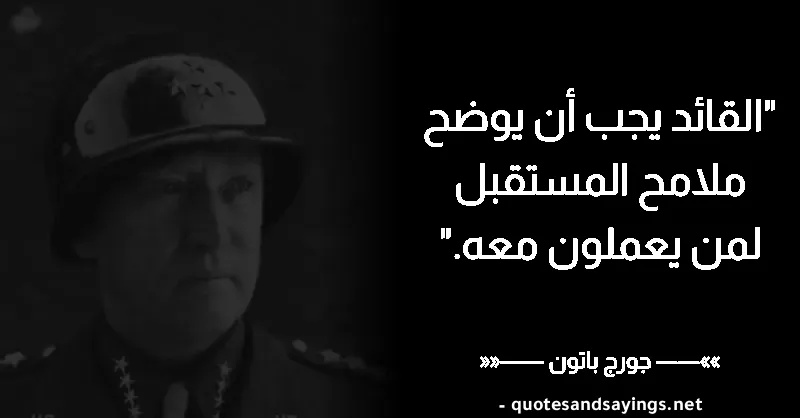 "القائد يجب أن يوضح
ملامح المستقبل
لمن يعملون معه."
»»—— جورج باتون ——««
- quotesandsayings.net